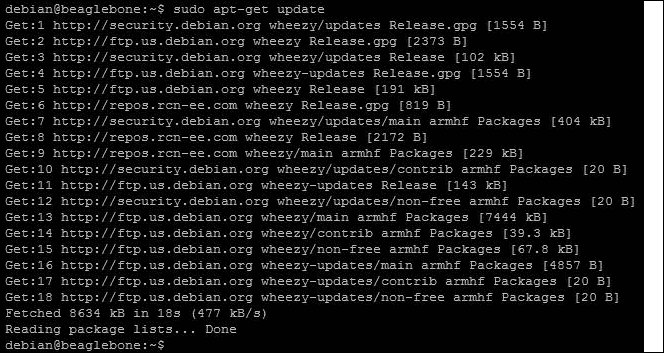 debian@beaglebone:~$ sudo apt-get update
Get:1 http://security.debian.org wheezy/updates Release.gpg [1554 B]
Get:2 http://ftp.us.debian.org wheezy Release.gpg [2373 B]
Get:3 http://security.debian.org wheezy/updates Release [102 kB]
Get:4 http://ftp.us.debian.org wheezy-updates Release.gpg [1554 B]
Get:5 http://ftp.us.debian.org wheezy Release [191 kB]
Get:6 http://repos.rcn-ee.com wheezy Release.gpg [819 B]
Get:7 http://security.debian.org wheezy/updates/main armhf Packages [404 kB]
Get:8 http://repos.rcn-ee.com wheezy Release [2172 B]
Get:9 http://repos.rcn-ee.com wheezy/main armhf Packages [229 kB]
Get:10 http://security.debian.org wheezy/updates/contrib armhf Packages [20 B]
Get:11 http://ftp.us.debian.org wheezy-updates Release [143 kB]
Get:12 http://security.debian.org wheezy/updates/non-free armhf Packages [20 B]
Get:13 http://ftp.us.debian.org wheezy/main armhf Packages [7444 kB]
Get:14 http://ftp.us.debian.org wheezy/contrib armhf Packages [39.3 kB]
Get:15 http://ftp.us.debian.org wheezy/non-free armhf Packages [67.8 kB]
Get:16 http://ftp.us.debian.org wheezy-updates/main armhf Packages [4857 B]
Get:17 http://ftp.us.debian.org wheezy-updates/contrib armhf Packages [20 B]
Get:18 http://ftp.us.debian.org wheezy-updates/non-free armhf Packages [20 B]
Fetched 8634 kB in 18s (477 kB/s)
Reading package lists... Done
debian@beaglebone:~$